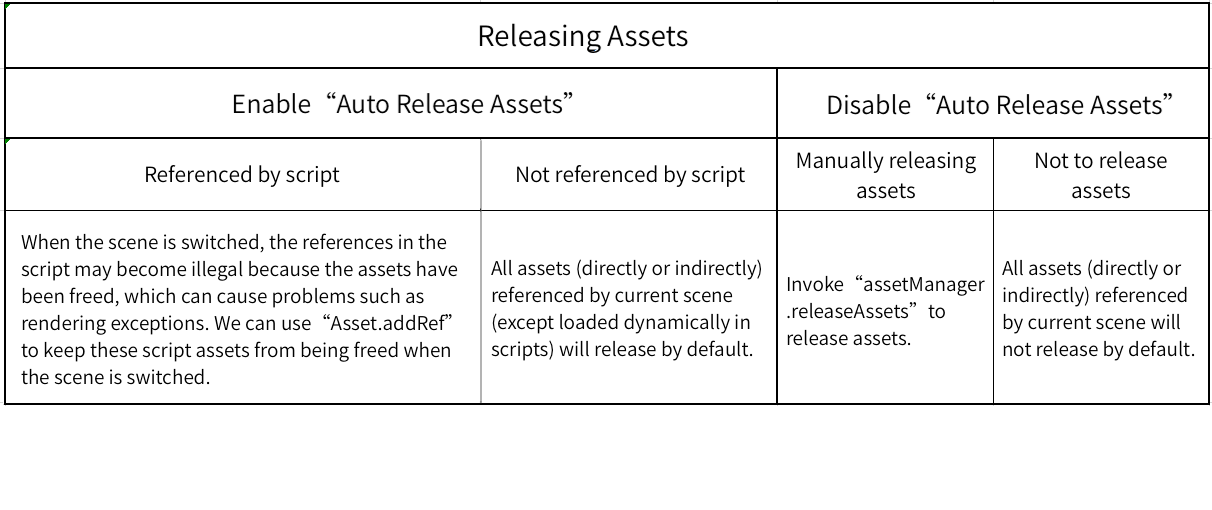 Releasing Assets
Enable “Auto Release Assets”
Disable “Auto Release Assets”
Referenced by script
Not referenced by script
Manually releasing
assets
Not to release
assets
When the scene is switched, the references in the
script may become illegal because the assets have
been freed, which can cause problems such as
rendering exceptions. We can use “Asset.addRef”
to keep these script assets from being freed when
the scene is switched.
All assets (directly or indirectly)
referenced by current scene
(except loaded dynamically in
scripts) will release by default.
Invoke “assetManager
.releaseAssets” to
release assets.
All assets (directly or
indirectly) referenced
by current scene will
not release by default.